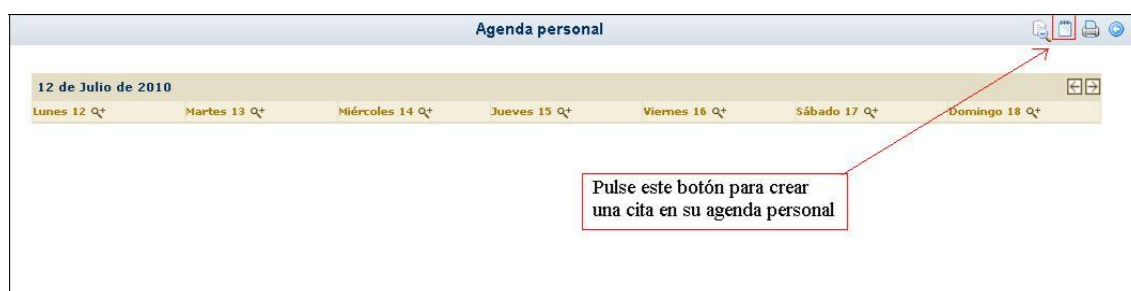 Agenda personal
12 de Julio de 2010
Lunes 12 Martes 13 Miércoles 14 Jueves 15 Viernes 16 Sábado 17 Domingo 18
Pulse este botón para crear
una cita en su agenda personal